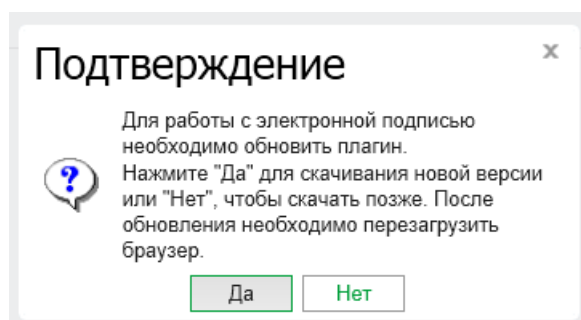 Подтверждение
Для работы с электронной подписью
необходимо обновить плагин.
Нажмите "Да" для скачивания новой версии
или "Нет", чтобы скачать позже. После
обновления необходимо перезагрузить
браузер.
Да
Нет